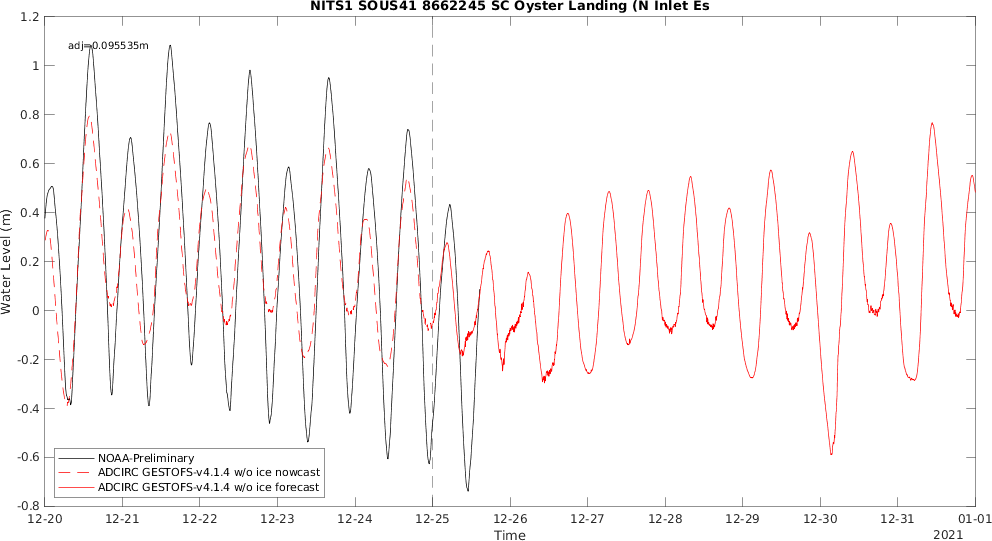 NITS1 SOUS41 8662245 SC Oyster Landing (N Inlet Es
adj=0.095535m
Water Level (m)
1.2
1
0.8
0.6
0.4
0.2
0
-0.2
-0.4
-0.6
-0.8
NOAA-Preliminary
ADCIRC GESTOFS-v4.1.4 w/o ice nowcast
ADCIRC GESTOFS-v4.1.4 w/o ice forecast
12-20 12-21 12-22 12-23 12-24 12-25 12-26 12-27 12-28 12-29 12-30 12-31 01-01
Time
2021